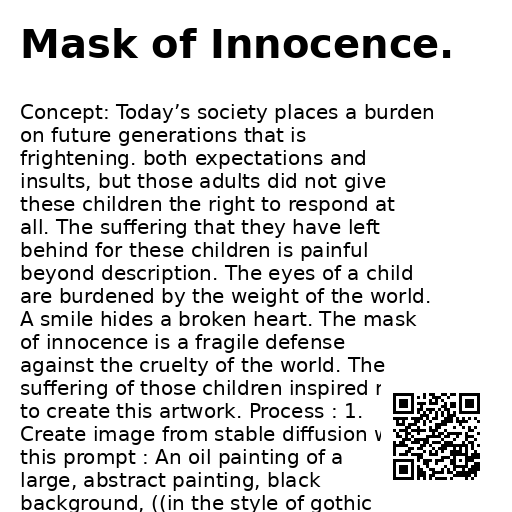 Mask of Innocence.
Concept: Today’s society places a burden
on future generations that is
frightening. both expectations and
insults, but those adults did not give
these children the right to respond at
all. The suffering that they have left
behind for these children is painful
beyond description. The eyes of a child
are burdened by the weight of the world.
A smile hides a broken heart. The mask
of innocence is a fragile defense
against the cruelty of the world. The
suffering of those children inspired
to create this artwork. Process : 1.
Create image from stable diffusion
this prompt : An oil painting of a
large, abstract painting, black
background, ((in the style of gothic